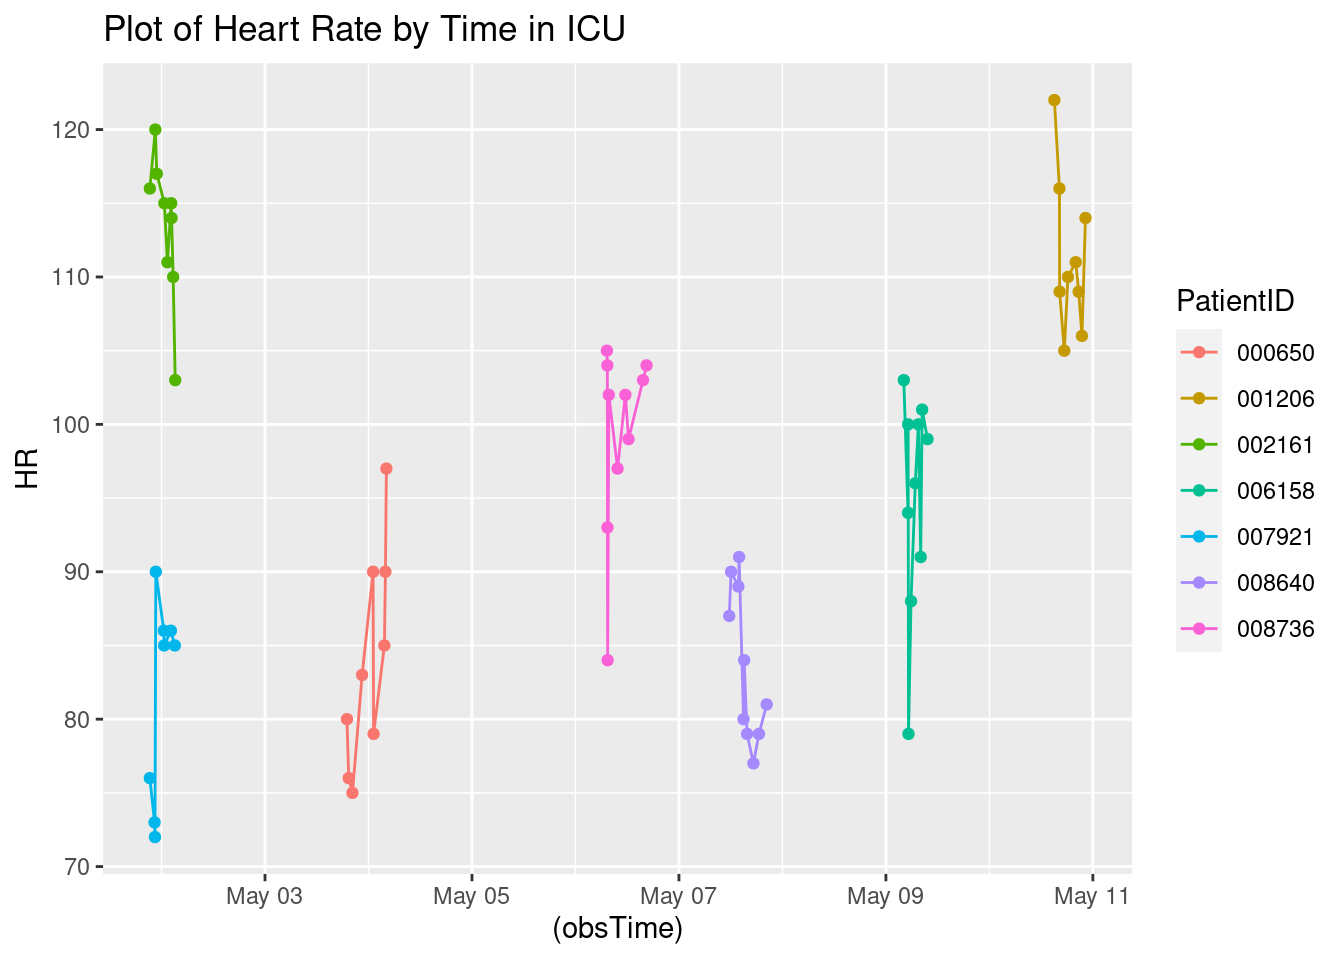 Plot of Heart Rate by Time in ICU
120
110
100
90
80
70
HR
May 03 May 05 May 07 May 09 May 11
(obsTime)
PatientID
000650
001206
002161
006158
007921
008640
008736